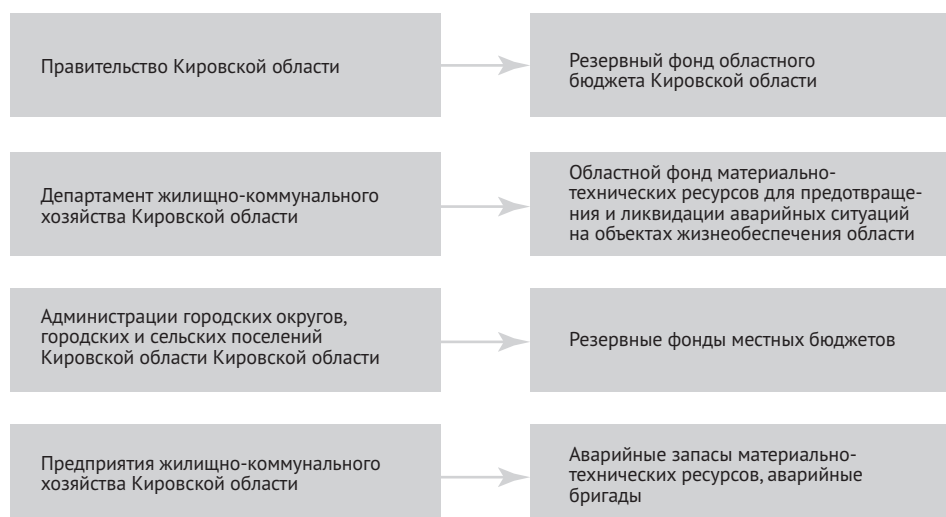 Правительство Кировской области
Резервный фонд областного
бюджета Кировской области
Департамент жилищно-коммунального
хозяйства Кировской области
Областной фонд материально-
технических ресурсов для предотвраще-
ния и ликвидации аварийных ситуаций
на объектах жизнеобеспечения области
Администрации городских округов,
городских и сельских поселений
Кировской области Кировской области
Резервные фонды местных бюджетов
Предприятия жилищно-коммунального
хозяйства Кировской области
Аварийные запасы материально-
технических ресурсов, аварийные
бригады